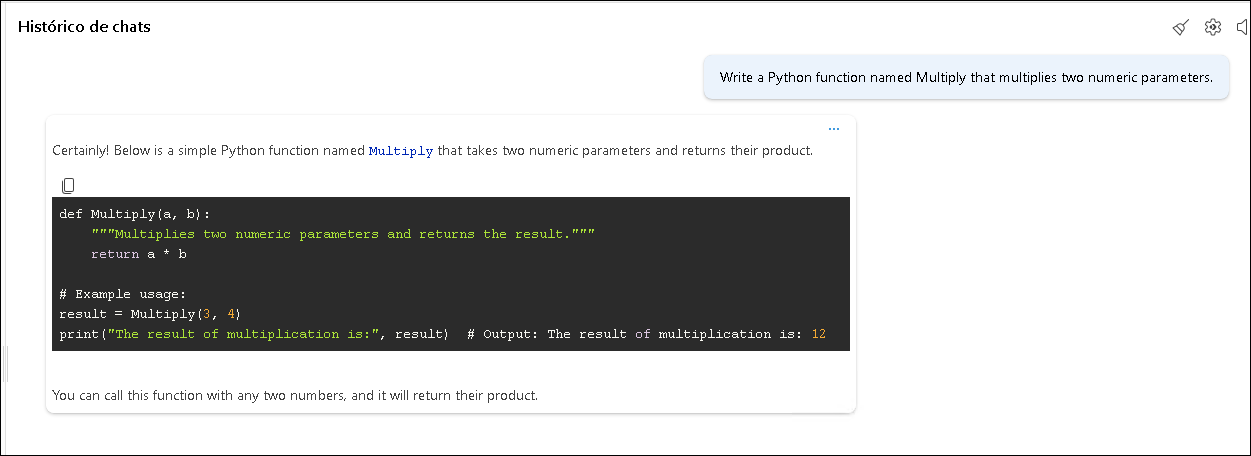 Histórico de chats
Write a Python function named Multiply that multiplies two numeric parameters.
Certainly! Below is a simple Python function named Multiply that takes two numeric parameters and returns their product.
def Multiply(a, b):
    """Multiplies two numeric parameters and returns the result."""
    return a * b
# Example usage:
result = Multiply(3, 4)
print("The result of multiplication is:", result)  # Output: The result of multiplication is: 12
You can call this function with any two numbers, and it will return their product.